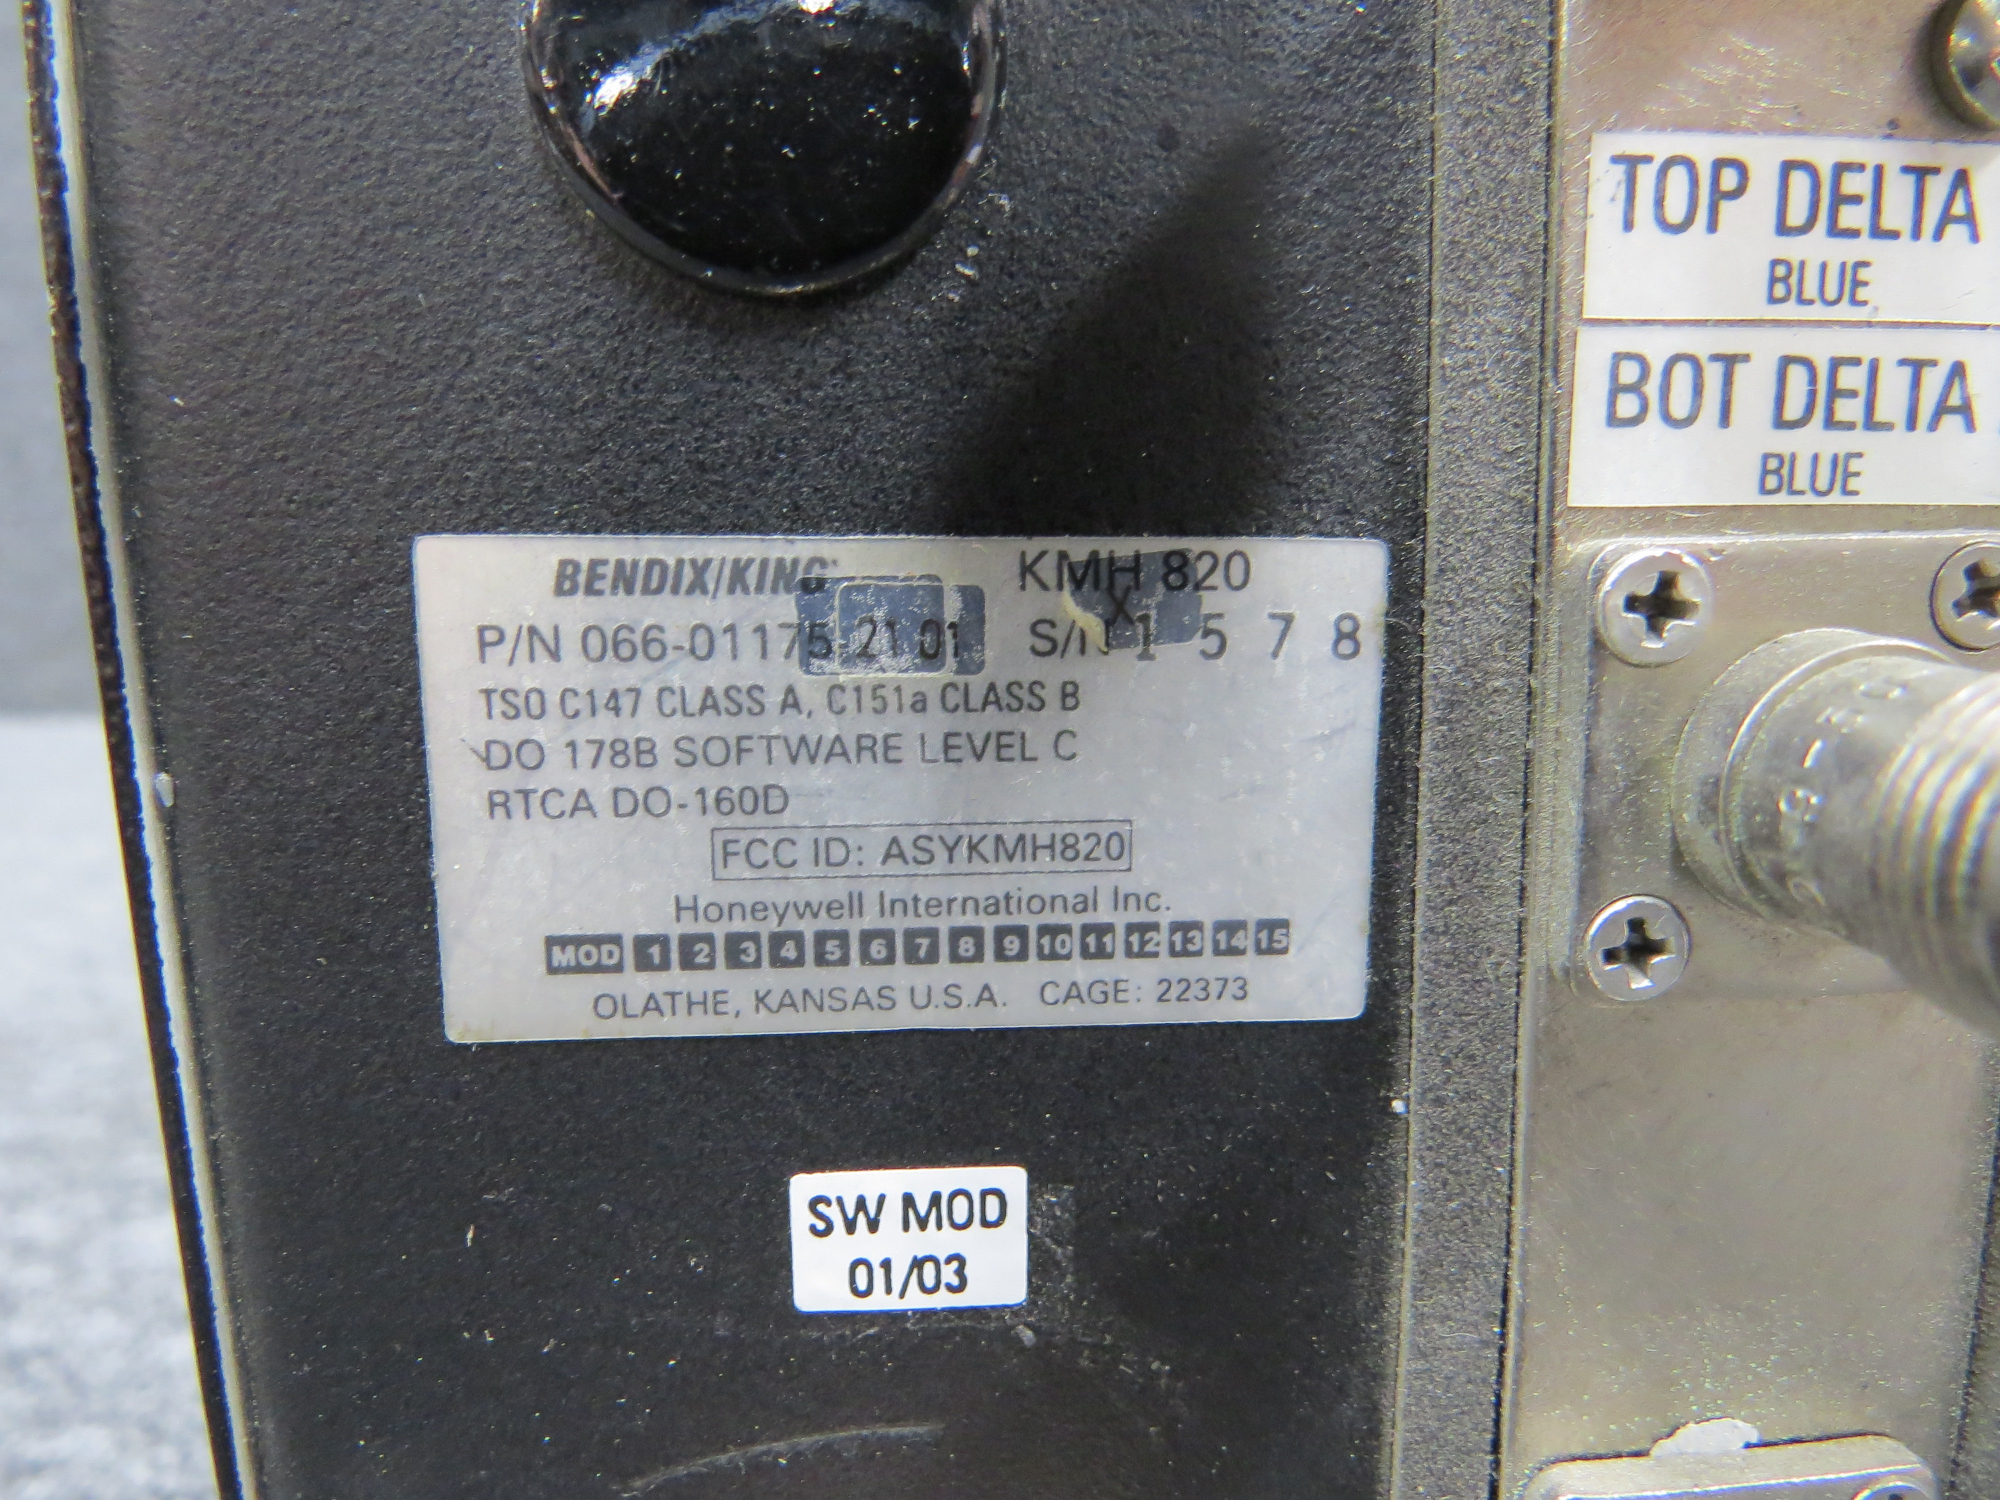 TOP DELTA
BLUE
BOT DELTA
BLUE
BENDIX/KING
KMH 820
X
P/N 066-01175-2101 S/N 1 5 7 8
TSO C147 CLASS A, C151a CLASS B
DO 178B SOFTWARE LEVEL C
RTCA DO-160D
FCC ID: ASYKMH820
Honeywell International Inc.
MOD 1 2 3 4 5 6 7 8 9 10 11 12 13 14 15
OLATHE, KANSAS U.S.A. CAGE: 22373
SW MOD
01/03